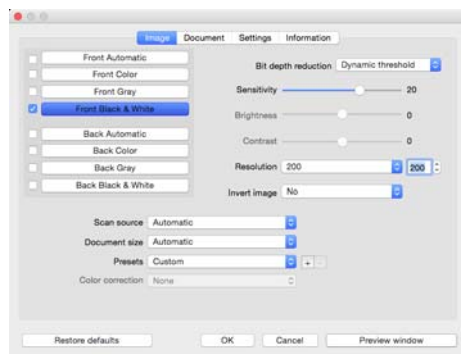 Image Document Settings Information
Front Automatic
Front Color
Front Gray
Front Black & White
Back Automatic
Back Color
Back Gray
Back Black & White
Bit depth reduction Dynamic threshold
Sensitivity 20
Brightness 0
Contrast 0
Resolution 200 200
Invert image No
Scan source Automatic
Document size Automatic
Presets Custom + -
Color correction None
Restore defaults OK Cancel Preview window